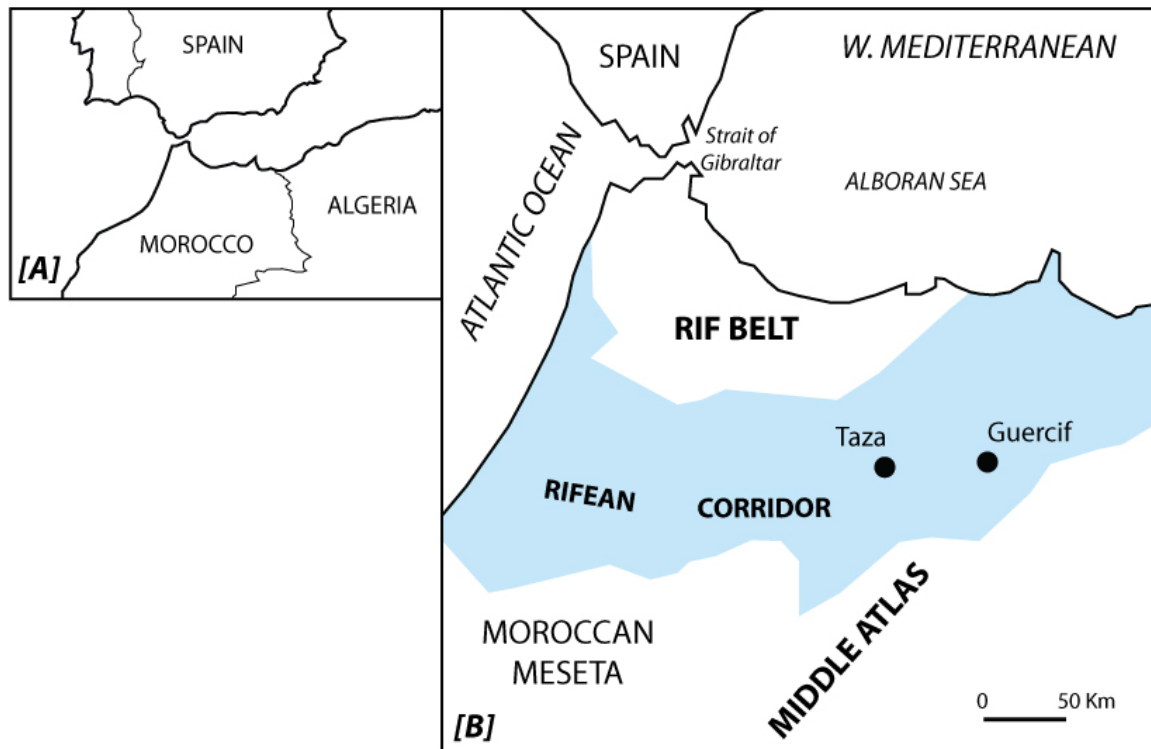 SPAIN
ALGERIA
MOROCCO
[A]
SPAIN
W. MEDITERRANEAN
Strait of
Gibraltar
ALBORAN SEA
ATLANTIC OCEAN
RIF BELT
Taza
Guercif
RIFEAN
CORRIDOR
MIDDLE ATLAS
MOROCCAN
MESETA
0 50 Km
[B]